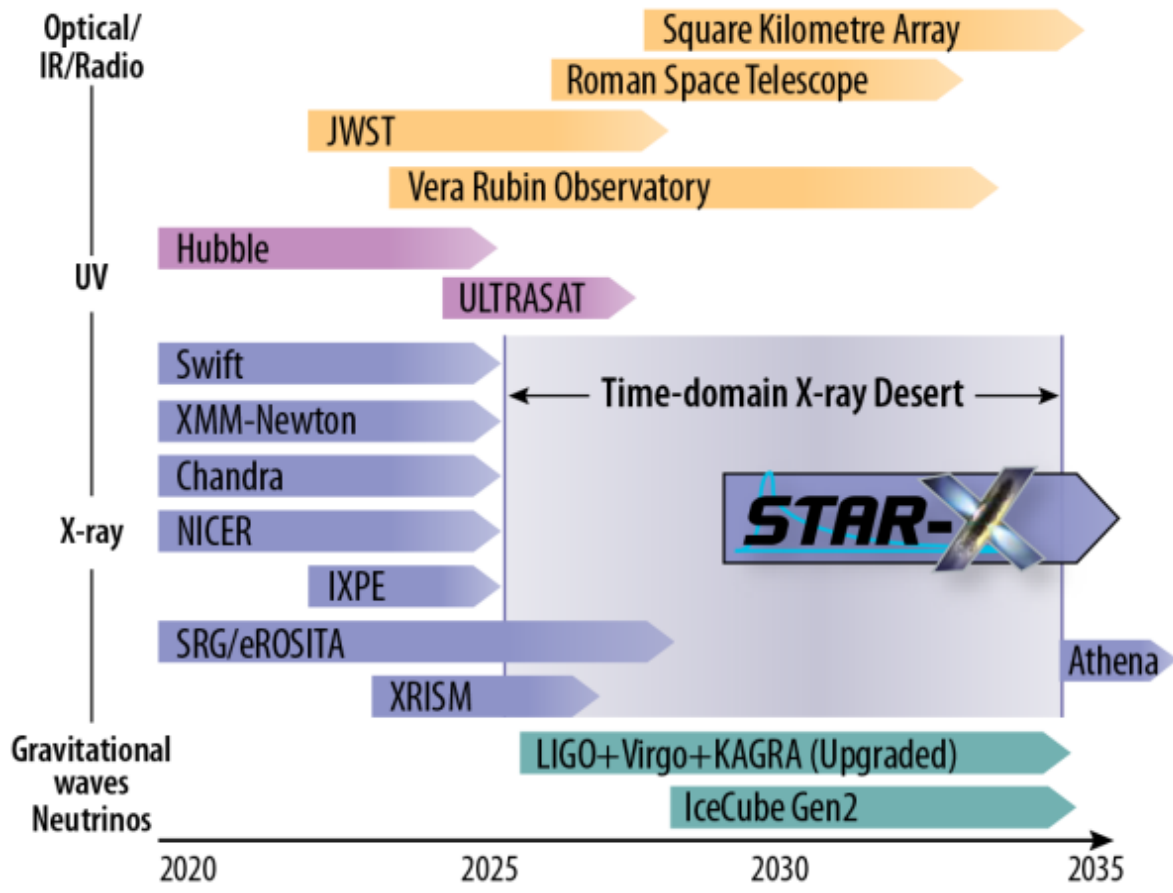 Optical/
IR/Radio
Square Kilometre Array
Roman Space Telescope
JWST
Vera Rubin Observatory
UV
Hubble
ULTRASAT
X-ray
Swift
XMM-Newton
Chandra
NICER
IXPE
SRG/eROSITA
XRISM
Time-domain X-ray Desert
STAR-X
Athena
Gravitational
waves
Neutrinos
LIGO+Virgo+KAGRA (Upgraded)
IceCube Gen2
2020 2025 2030 2035